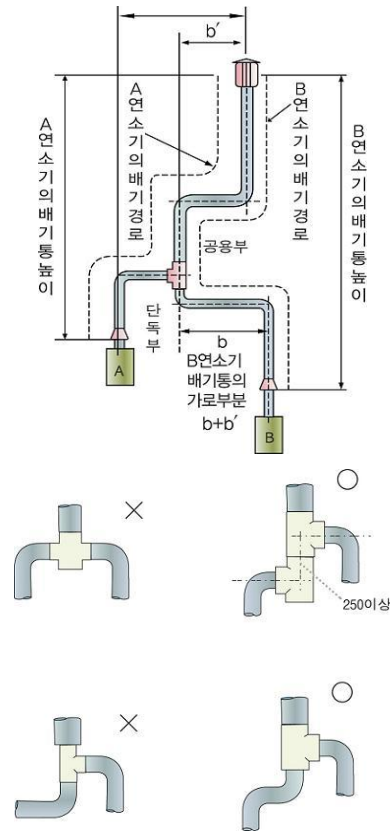 b′
A연소기의배기통높이
A연소기의배기경로
B연소기의배기경로
B연소기의배기통높이
공용부
단독부
b
B연소기
배기통의
가로부분
b+b′
A
B
×
○
250이상
×
○